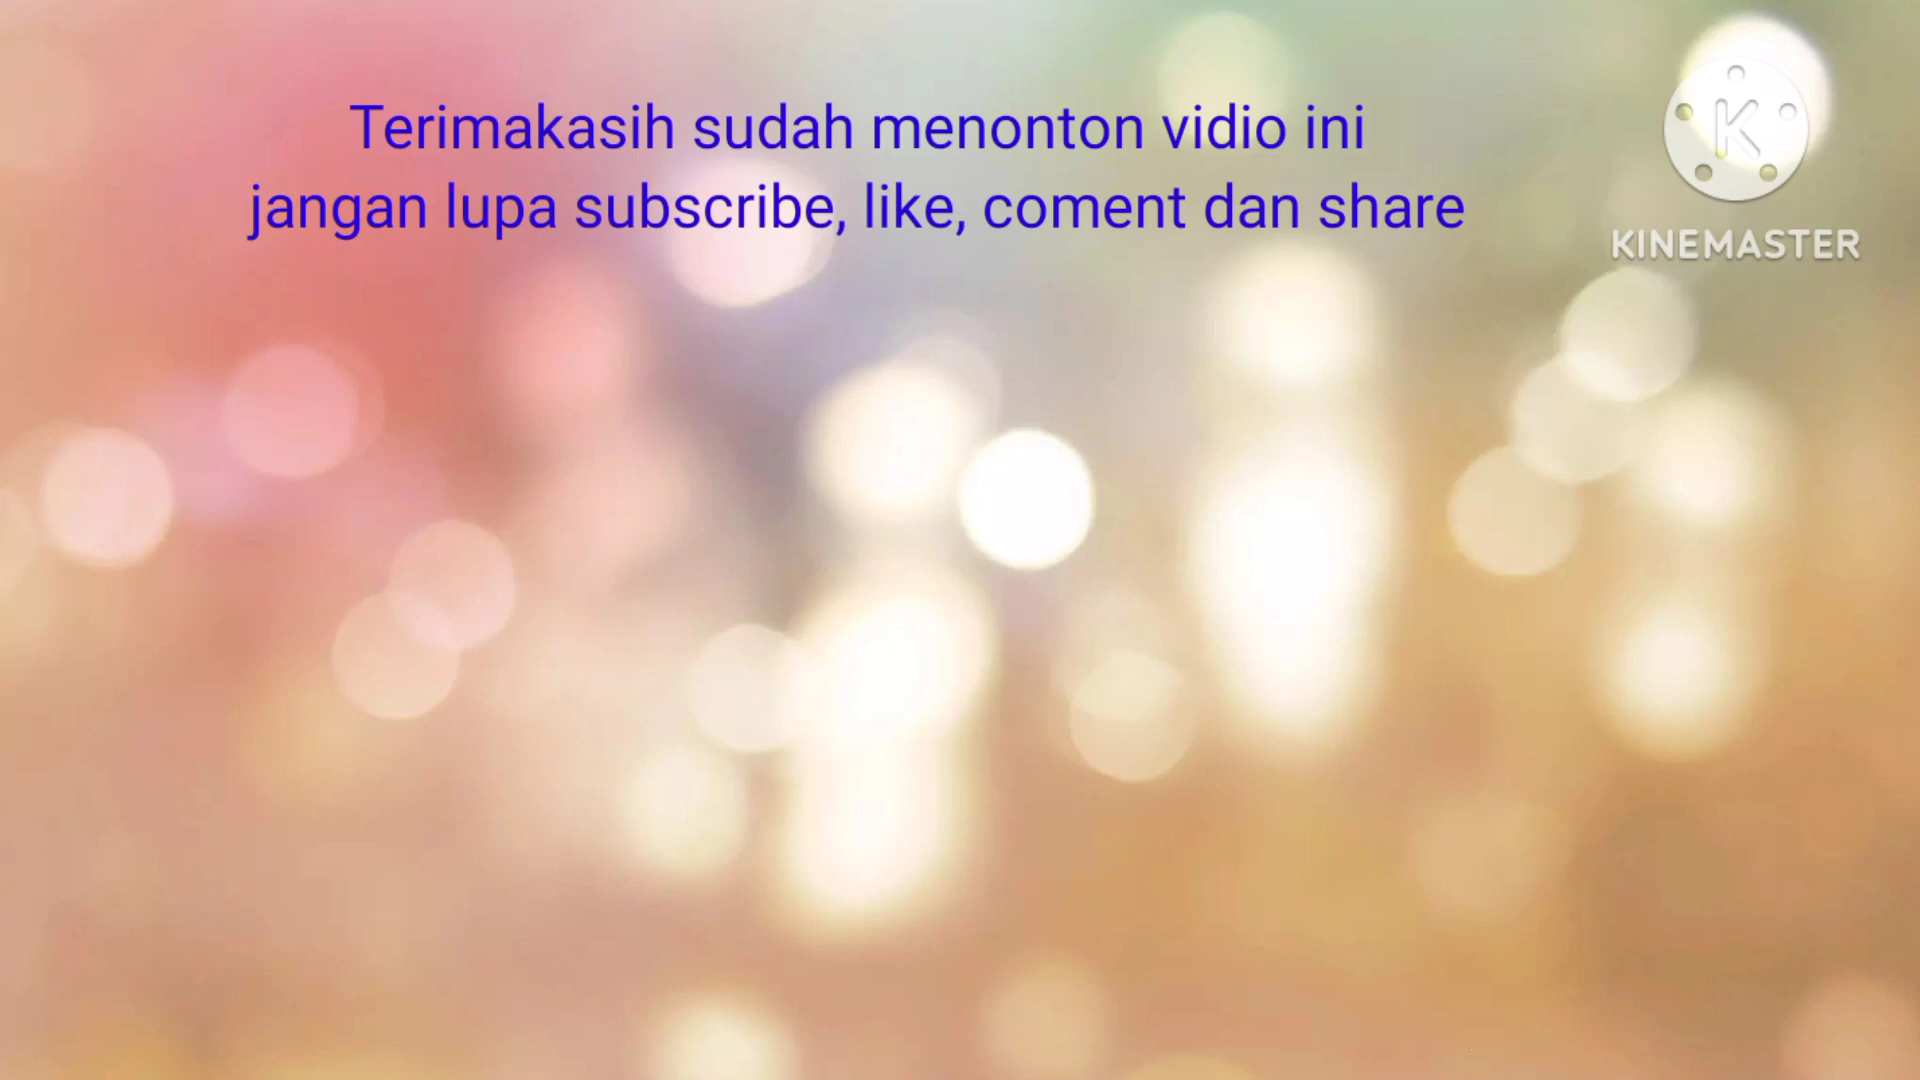 Terimakasih sudah menonton vidio ini
jangan lupa subscribe, like, coment dan share
K
KINEMASTER